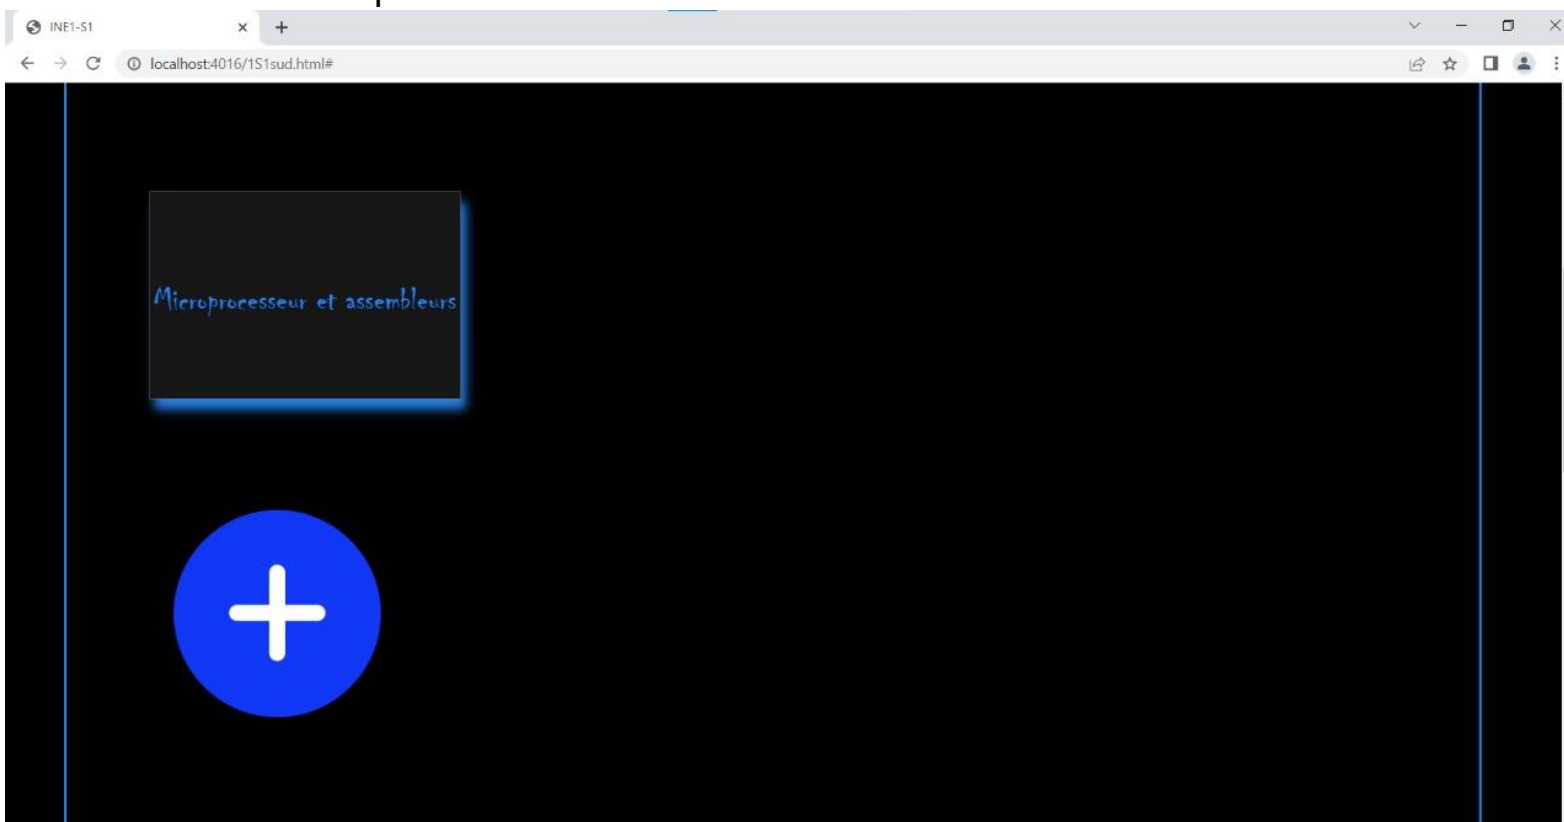 INE1-S1
localhost:4016/1S1sud.html#
Microprocesseur et assembleurs